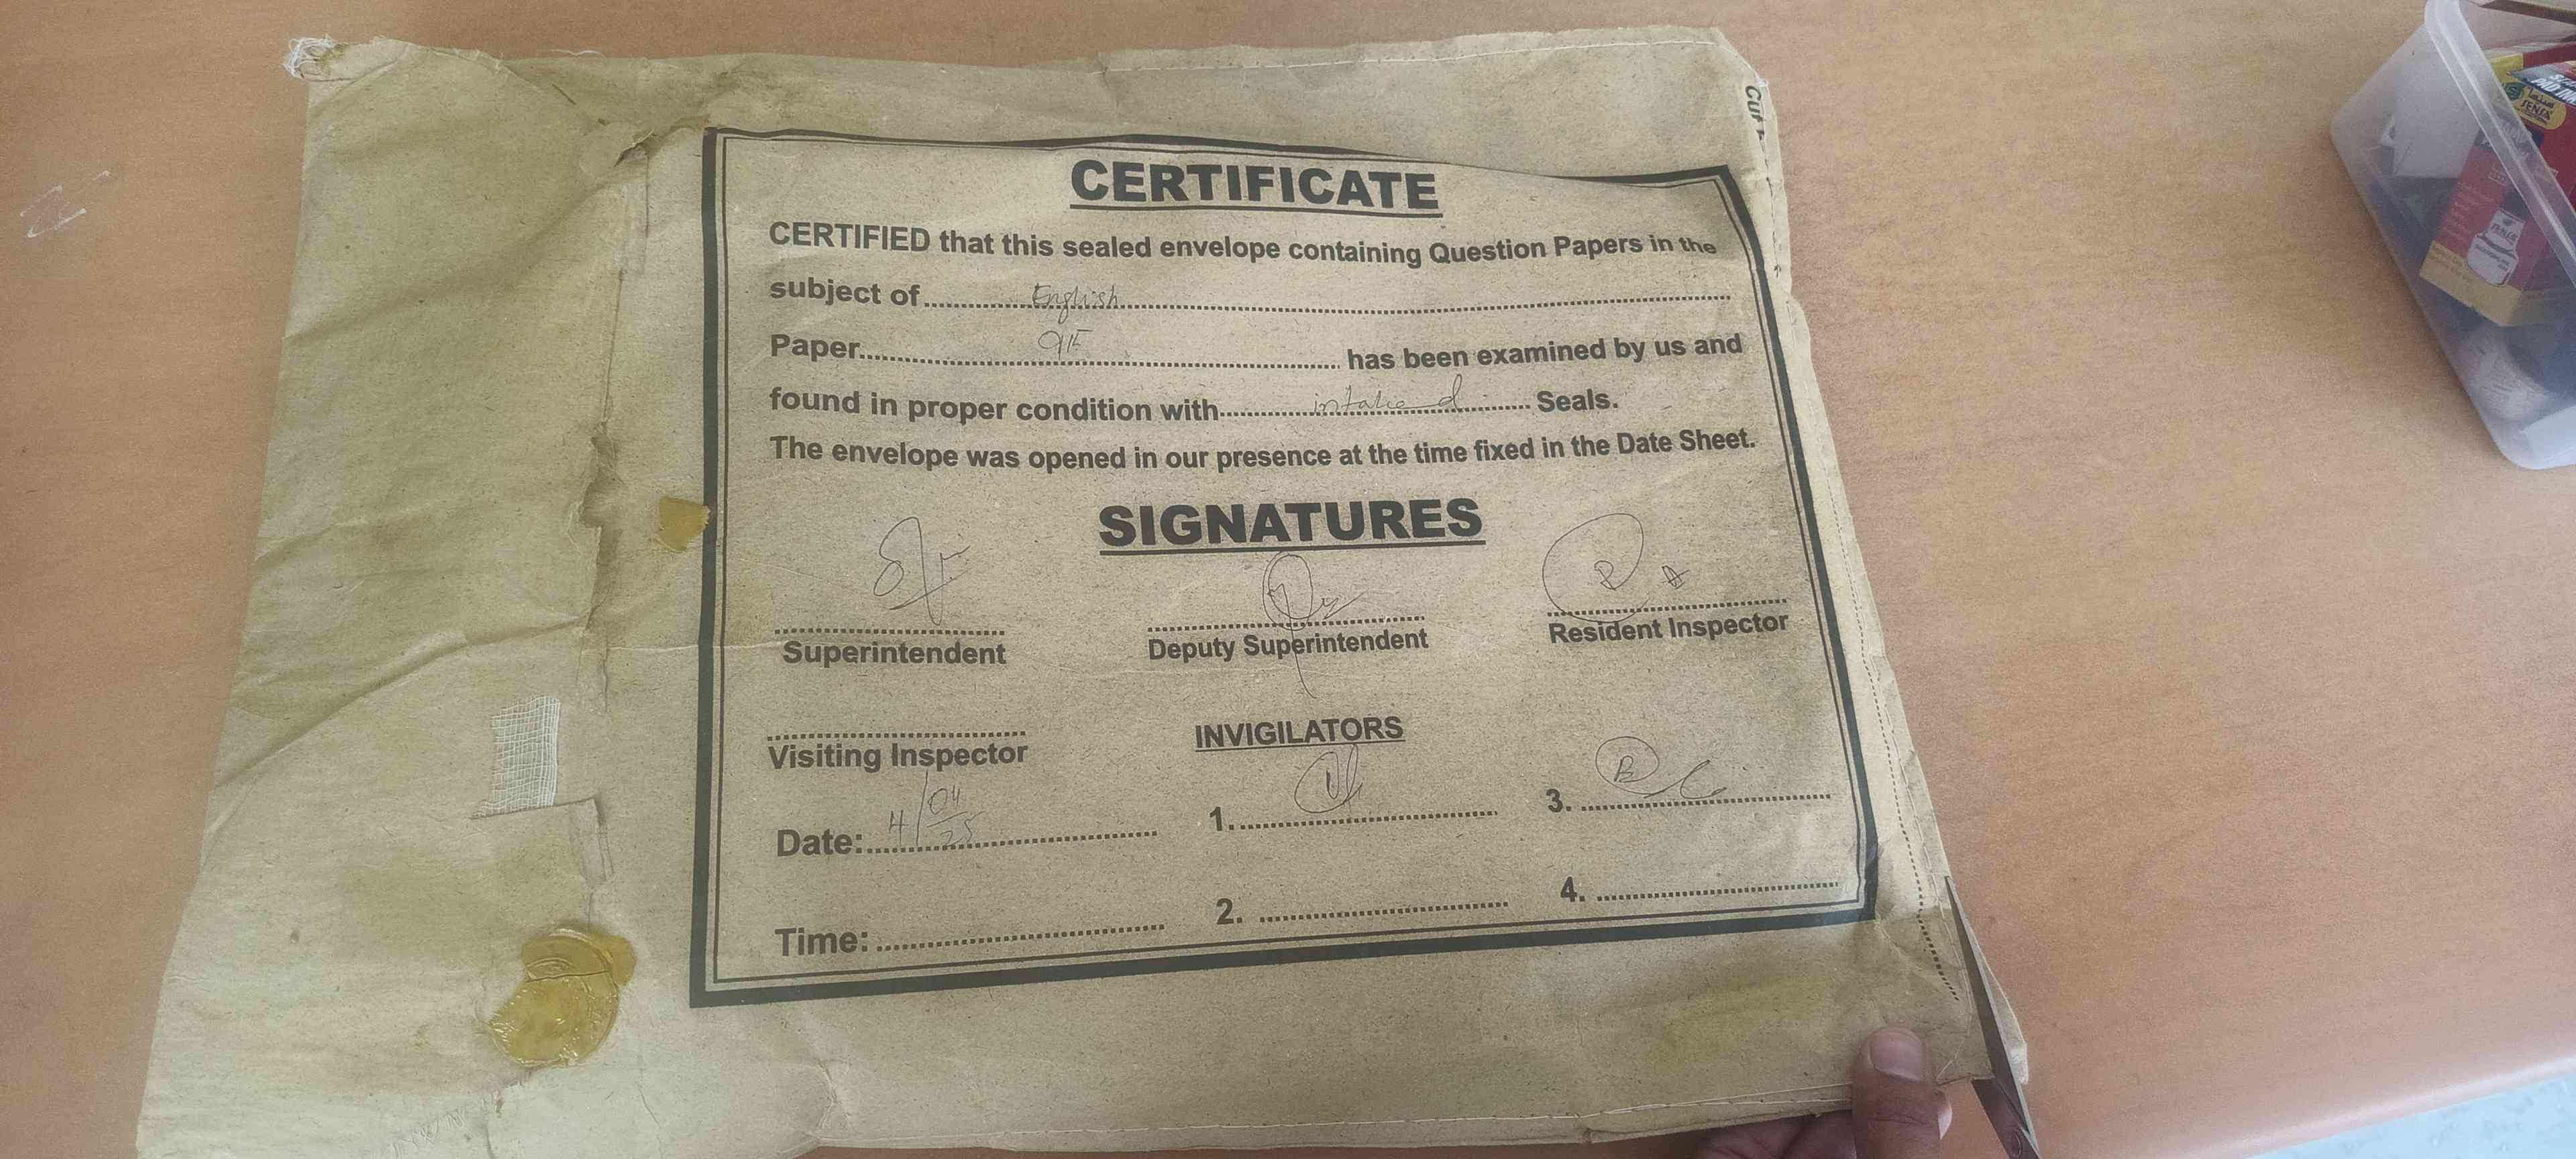 CERTIFICATE
CERTIFIED that this sealed envelope containing Question Papers in the
subject of English
Paper 9th has been examined by us and
found in proper condition with intaked Seals.
The envelope was opened in our presence at the time fixed in the Date Sheet.
SIGNATURES
Superintendent Deputy Superintendent Resident Inspector
Visiting Inspector
INVIGILATORS
Date: 4/04/25 1. 3.
Time: 2. 4.
Cut
SENSA